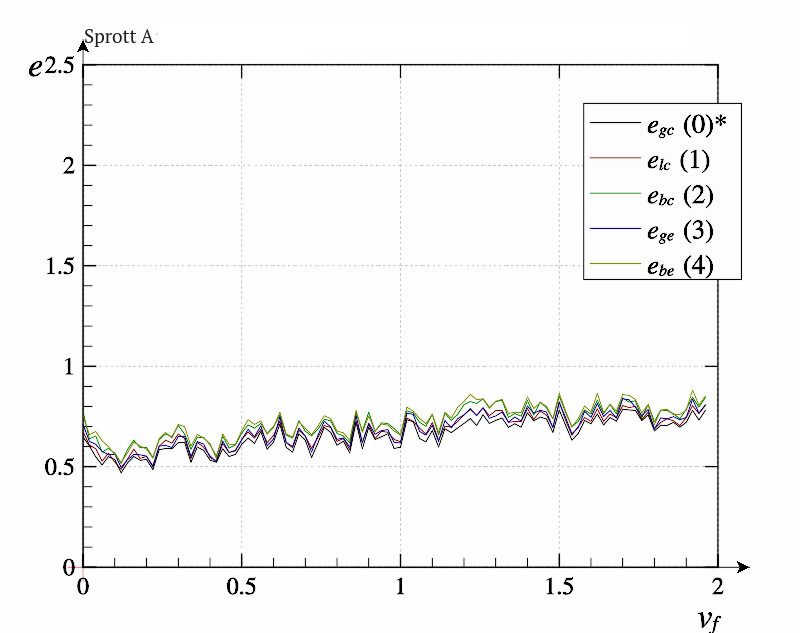 Sprott A
e
2.5
2
1.5
1
0.5
0
0 0.5 1 1.5 2
v_f
e_gc (0)*
e_lc (1)
e_bc (2)
e_ge (3)
e_be (4)